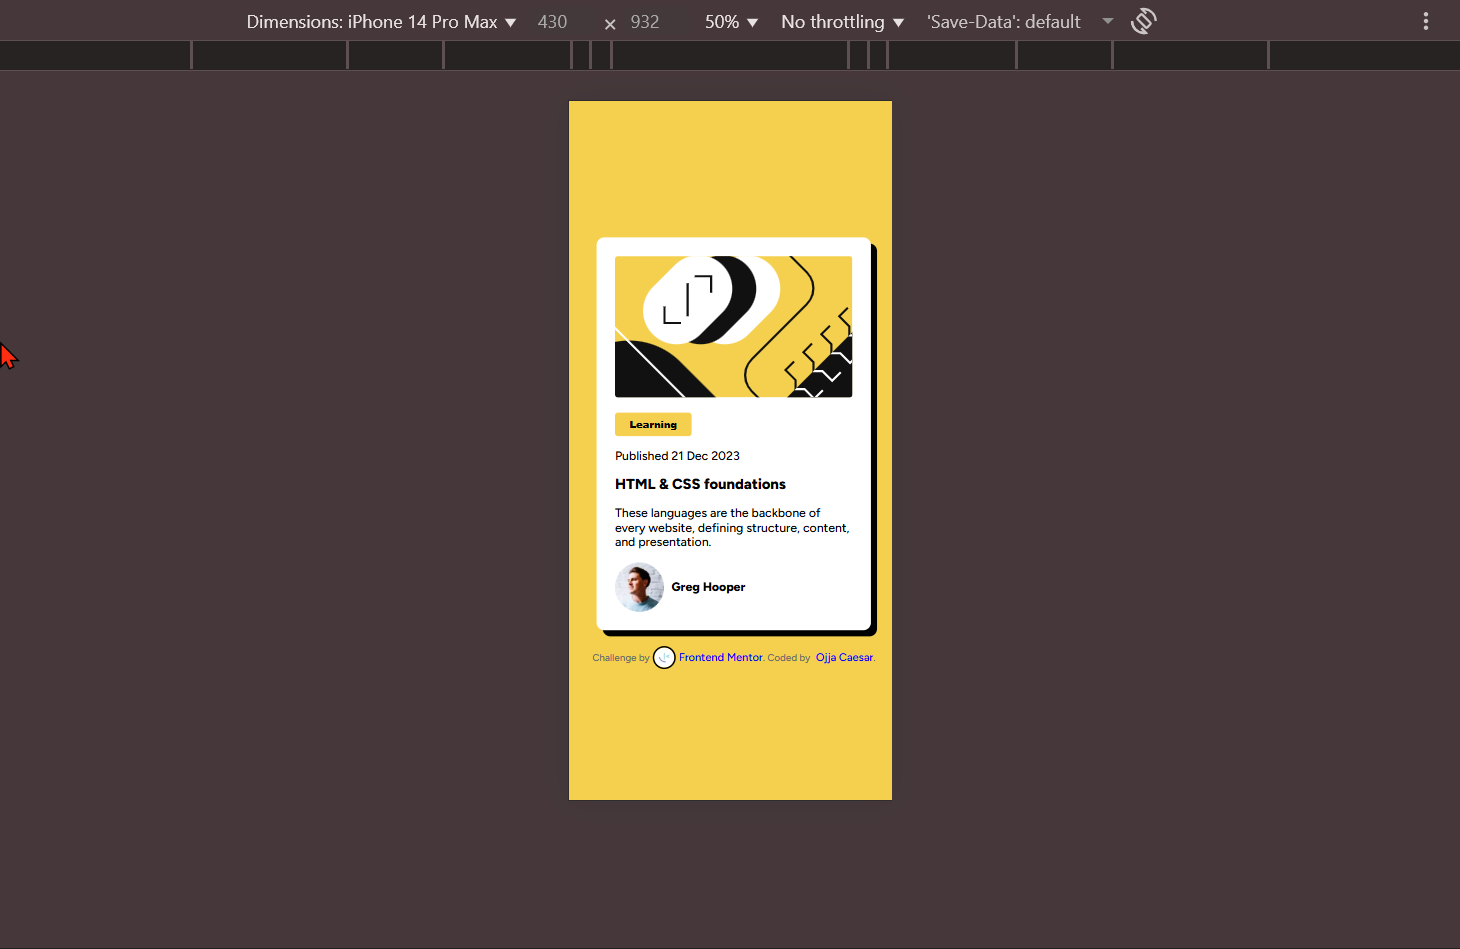 Dimensions: iPhone 14 Pro Max ▼ 430 × 932 50% ▼ No throttling ▼ 'Save-Data': default
Learning
Published 21 Dec 2023
HTML & CSS foundations
These languages are the backbone of
every website, defining structure, content,
and presentation.
Greg Hooper
Challenge by Frontend Mentor. Coded by Ojja Caesar.